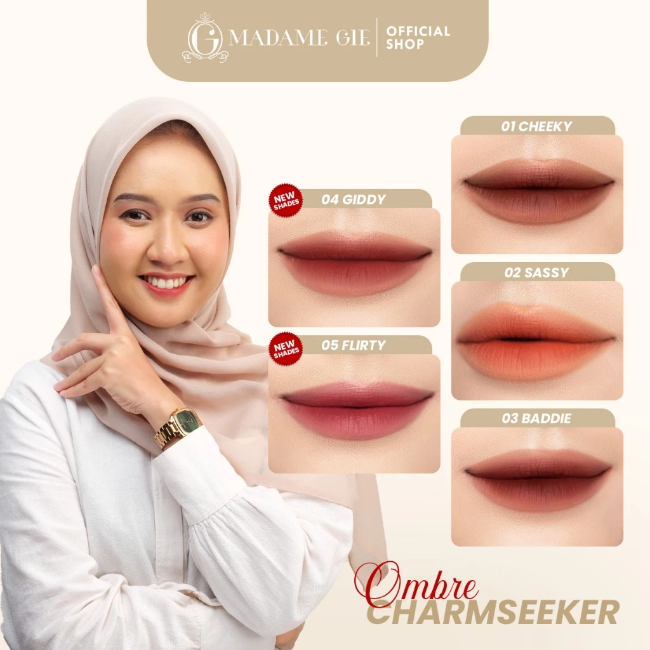 MADAME GIE
OFFICIAL
SHOP
01 CHEEKY
NEW
SHADES
04 GIDDY
02 SASSY
NEW
SHADES
05 FLIRTY
03 BADDIE
Ombre
CHARMSEEKER